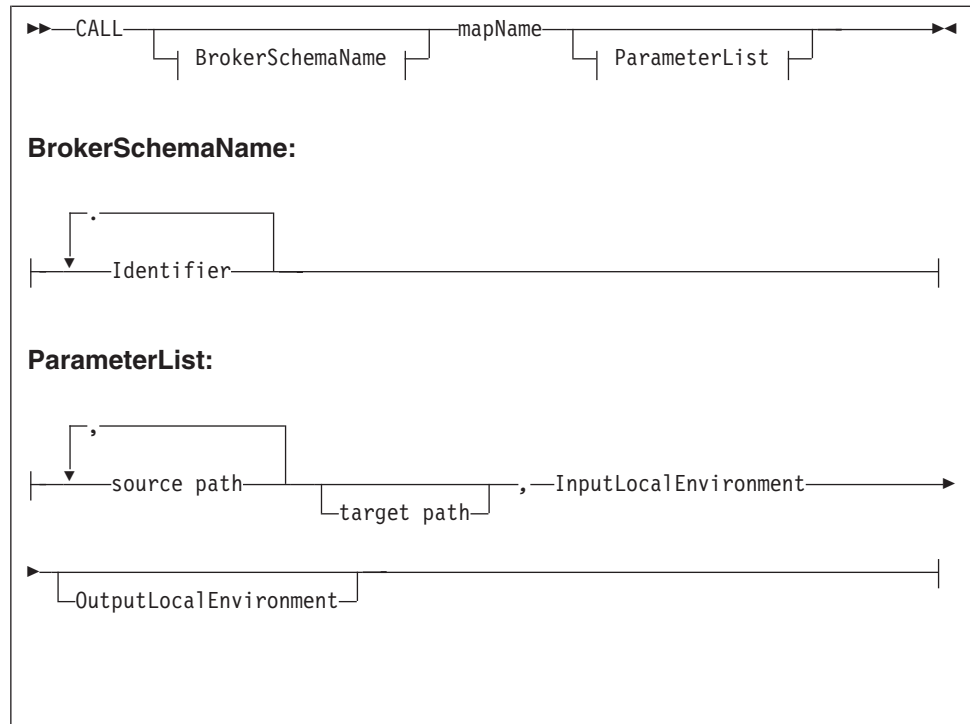 CALL mapName
BrokerSchemaName ParameterList
BrokerSchemaName:
.
Identifier
ParameterList:
,
source path , InputLocalEnvironment
target path
OutputLocalEnvironment